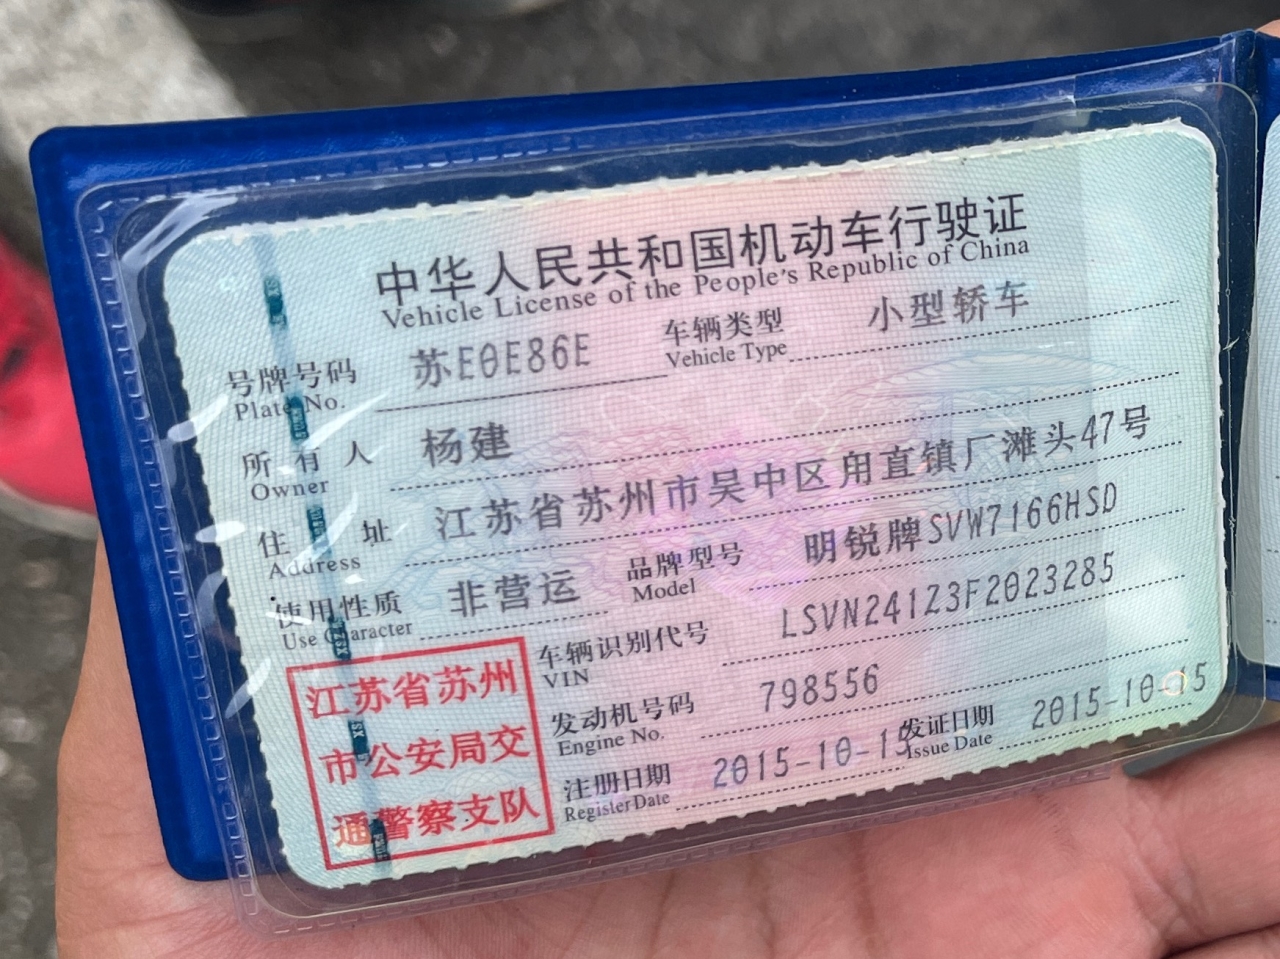 中华人民共和国机动车行驶证
Vehicle License of the People's Republic of China
号牌号码 苏E0E86E 车辆类型 小型轿车
Plate No. Vehicle Type
所有人 杨建
Owner
住址 江苏省苏州市吴中区甪直镇厂滩头47号
Address
使用性质 非营运 品牌型号 明锐牌SVW7166HSD
Use Character Model
车辆识别代号 LSVN241Z3F2023285
VIN
发动机号码 798556
Engine No.
注册日期 2015-10-15 发证日期 2015-10-15
Register Date Issue Date
江苏省苏州
市公安局交
通警察支队